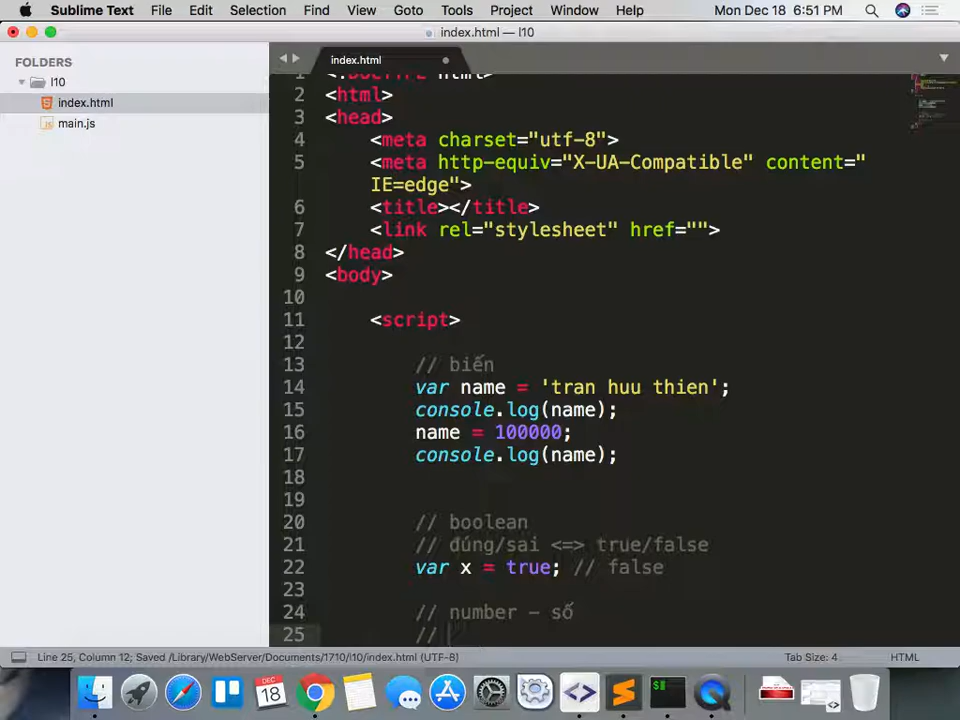 Sublime Text File Edit Selection Find View Goto Tools Project Window Help Mon Dec 18 6:51 PM
index.html — l10
FOLDERS
l10
index.html
main.js
index.html
1 <!DOCTYPE html>
2 <html>
3 <head>
4 <meta charset="utf-8">
5 <meta http-equiv="X-UA-Compatible" content="
IE=edge">
6 <title></title>
7 <link rel="stylesheet" href="">
8 </head>
9 <body>
10
11 <script>
12
13 // biến
14 var name = 'tran huu thien';
15 console.log(name);
16 name = 100000;
17 console.log(name);
18
19
20 // boolean
21 // đúng/sai <=> true/false
22 var x = true; // false
23
24 // number - số
25 //
Line 25, Column 12; Saved /Library/WebServer/Documents/1710/l10/index.html (UTF-8) Tab Size: 4 HTML
DEC
18